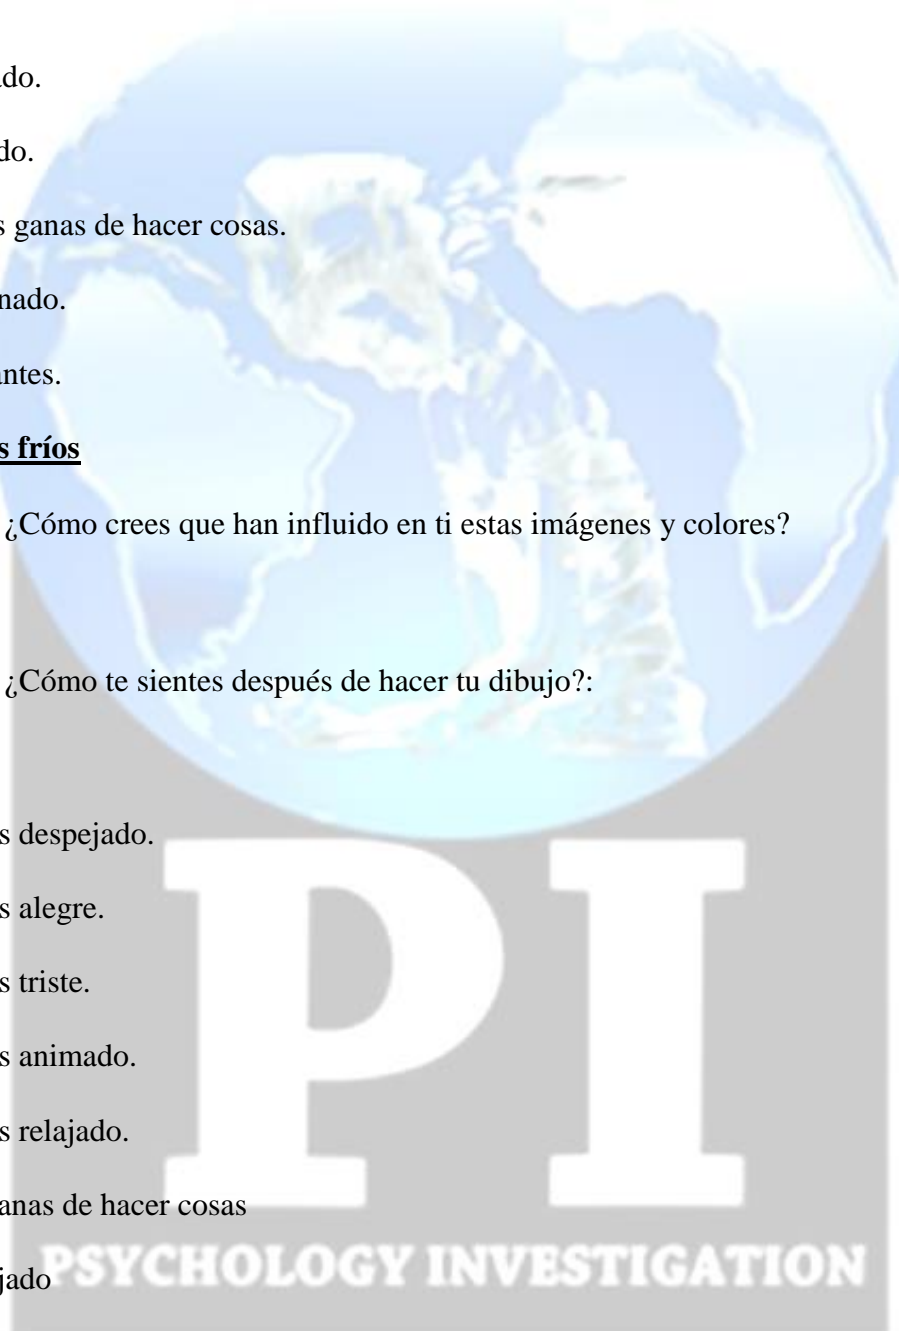 ado.
do.
s ganas de hacer cosas.
nado.
antes.
s fríos
¿Cómo crees que han influido en ti estas imágenes y colores?
¿Cómo te sientes después de hacer tu dibujo?:
s despejado.
s alegre.
s triste.
s animado.
s relajado.
anas de hacer cosas
jado
PI
PSYCHOLOGY INVESTIGATION